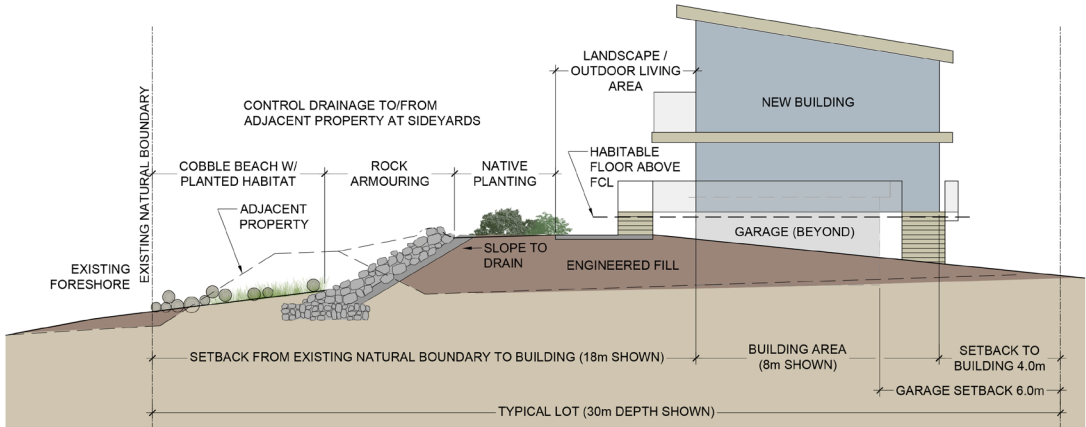 LANDSCAPE /
OUTDOOR LIVING
AREA
NEW BUILDING
CONTROL DRAINAGE TO/FROM
ADJACENT PROPERTY AT SIDEYARDS
EXISTING NATURAL BOUNDARY
COBBLE BEACH W/
PLANTED HABITAT
ROCK
ARMOURING
NATIVE
PLANTING
HABITABLE
FLOOR ABOVE
FCL
ADJACENT
PROPERTY
GARAGE (BEYOND)
SLOPE TO
DRAIN
ENGINEERED FILL
EXISTING
FORESHORE
SETBACK FROM EXISTING NATURAL BOUNDARY TO BUILDING (18m SHOWN)
BUILDING AREA
(8m SHOWN)
SETBACK TO
BUILDING 4.0m
GARAGE SETBACK 6.0m
TYPICAL LOT (30m DEPTH SHOWN)